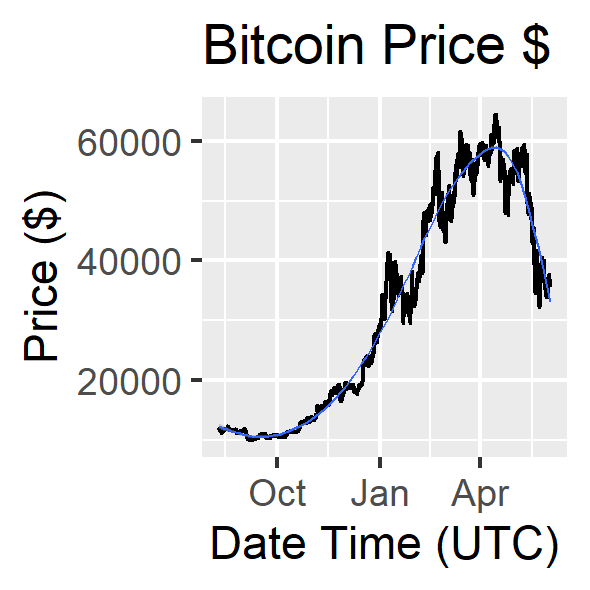 Bitcoin Price $
Price ($)
60000
40000
20000
Oct Jan Apr
Date Time (UTC)